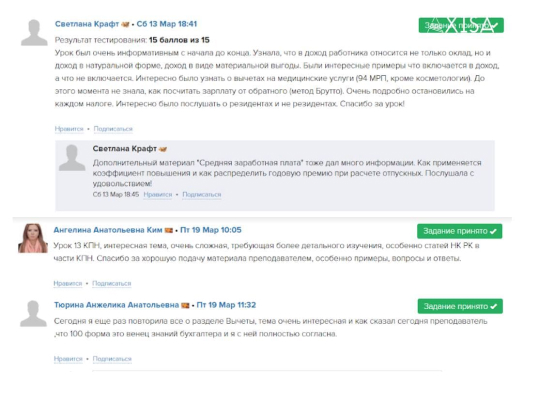 Светлана Крафт • Сб 13 Мар 18:41
Задание принято
AXISA
Результат тестирования: 15 баллов из 15
Урок был очень информативным с начала до конца. Узнала, что в доход работника относится не только оклад, но и
доход в натуральной форме, доход в виде материальной выгоды. Были интересные примеры что включается в доход,
а что не включается. Интересно было узнать о вычетах на медицинские услуги (94 МРП, кроме косметологии). До
этого момента не знала, как посчитать зарплату от обратного (метод Брутто). Очень подробно остановились на
каждом налоге. Интересно было послушать о резидентах и не резидентах. Спасибо за урок!
Нравится • Подписаться
Светлана Крафт
Дополнительный материал "Средняя заработная плата" тоже дал много информации. Как применяется
коэффициент повышения и как распределить годовую премию при расчете отпускных. Послушала с
удовольствием!
Сб 13 Мар 18:45 Нравится • Подписаться
Ангелина Анатольевна Ким • Пт 19 Мар 10:05
Задание принято
Урок 13 КПН, интересная тема, очень сложная, требующая более детального изучения, особенно статей НК РК в
части КПН. Спасибо за хорошую подачу материала преподавателем, особенно примеры, вопросы и ответы.
Нравится • Подписаться
Тюрина Анжелика Анатольевна • Пт 19 Мар 11:32
Задание принято
Сегодня я еще раз повторила все о разделе Вычеты, тема очень интересная и как сказал сегодня преподаватель
,что 100 форма это венец знаний бухгалтера и я с ней полностью согласна.
Нравится • Подписаться